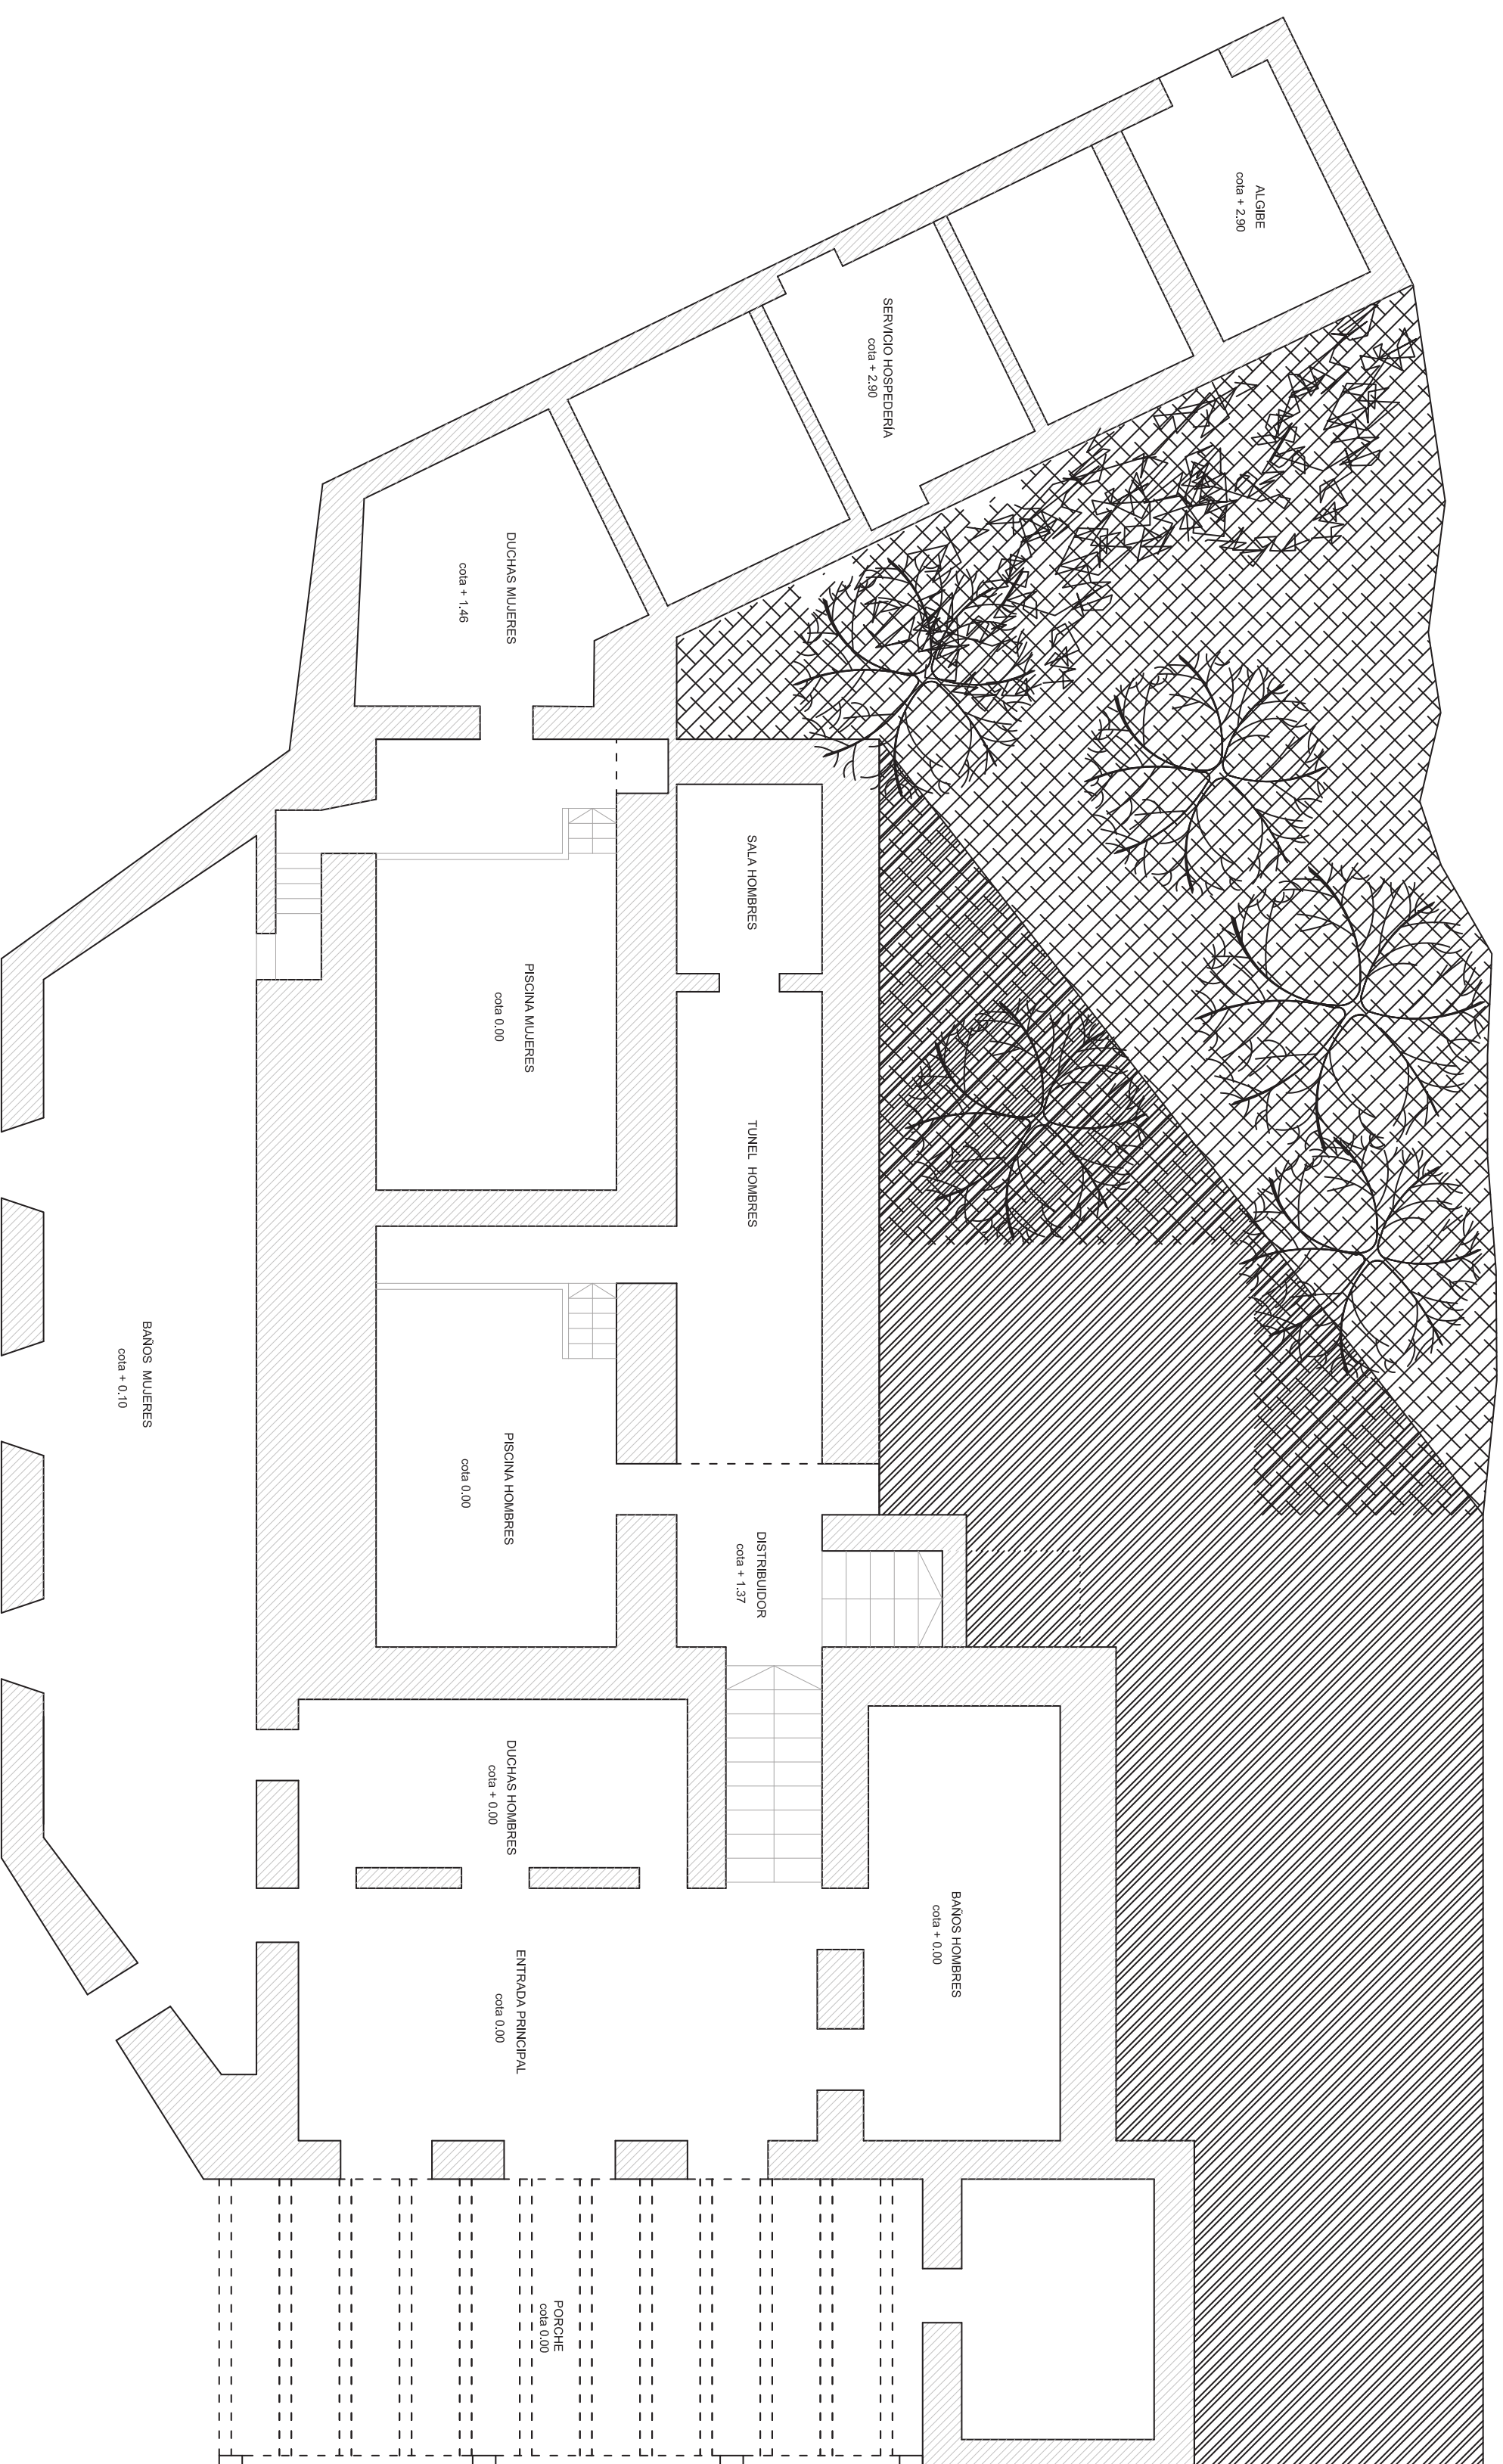 ALGIBE
cota + 2.90
SERVICIO HOSPEDERÍA
cota + 2.90
DUCHAS MUJERES
cota + 1.46
SALA HOMBRES
PISCINA MUJERES
cota 0.00
TUNEL HOMBRES
BAÑOS MUJERES
cota + 0.10
PISCINA HOMBRES
cota 0.00
DISTRIBUIDOR
cota + 1.37
DUCHAS HOMBRES
cota + 0.00
BAÑOS HOMBRES
cota + 0.00
ENTRADA PRINCIPAL
cota 0.00
PORCHE
cota 0.00